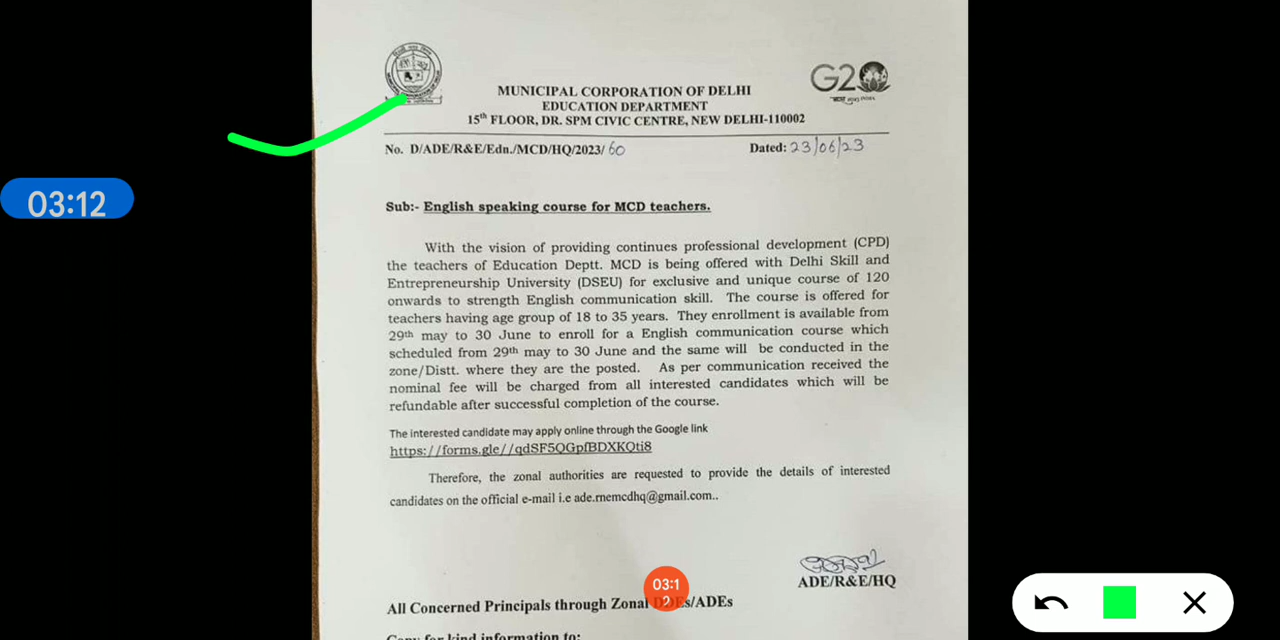 G20
MUNICIPAL CORPORATION OF DELHI
EDUCATION DEPARTMENT
15th FLOOR, DR. SPM CIVIC CENTRE, NEW DELHI-110002
No. D/ADE/R&E/Edn./MCD/HQ/2023/ 60 Dated: 23/06/23
03:12
Sub:- English speaking course for MCD teachers.
With the vision of providing continues professional development (CPD)
the teachers of Education Deptt. MCD is being offered with Delhi Skill and
Entrepreneurship University (DSEU) for exclusive and unique course of 120
onwards to strength English communication skill. The course is offered for
teachers having age group of 18 to 35 years. They enrollment is available from
29th may to 30 June to enroll for a English communication course which
scheduled from 29th may to 30 June and the same will be conducted in the
zone/Distt. where they are the posted. As per communication received the
nominal fee will be charged from all interested candidates which will be
refundable after successful completion of the course.
The interested candidate may apply online through the Google link
https://forms.gle//qdSF5QGpfBDXKQti8
Therefore, the zonal authorities are requested to provide the details of interested
candidates on the official e-mail i.e ade.rnemcdhq@gmail.com..
ADE/R&E/HQ
03:1
2
All Concerned Principals through Zonal DDEs/ADEs
Copy for kind information to: